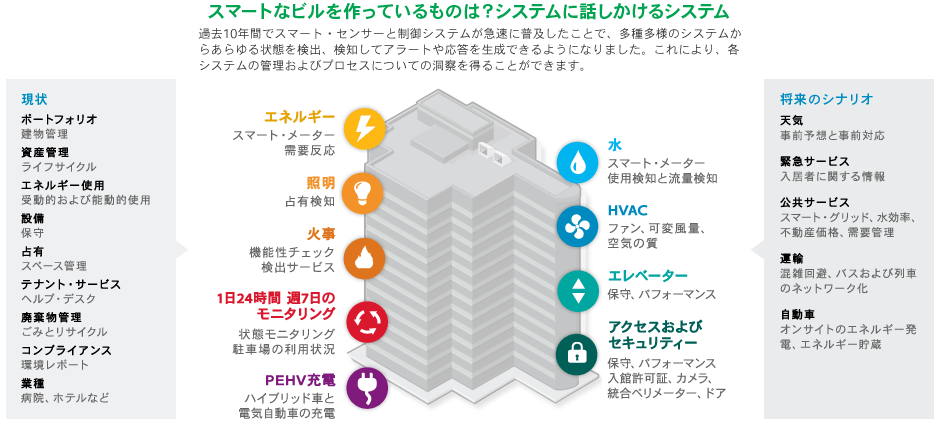 スマートなビルを作っているものは?システムに話しかけるシステム
過去10年間でスマート・センサーと制御システムが急速に普及したことで、多種多様のシステムか
らあらゆる状態を検出、検知してアラートや応答を生成できるようになりました。これにより、各
システムの管理およびプロセスについての洞察を得ることができます。
現状
ポートフォリオ
建物管理
資産管理
ライフサイクル
エネルギー使用
受動的および能動的使用
設備
保守
占有
スペース管理
テナント・サービス
ヘルプ・デスク
廃棄物管理
ごみとリサイクル
コンプライアンス
環境レポート
業種
病院、ホテルなど
エネルギー
スマート・メーター
需要反応
照明
占有検知
火事
機能性チェック
検出サービス
1日24時間 週7日の
モニタリング
状態モニタリング
駐車場の利用状況
PEHV充電
ハイブリッド車と
電気自動車の充電
水
スマート・メーター
使用検知と流量検知
HVAC
ファン、可変風量、
空気の質
エレベーター
保守、パフォーマンス
アクセスおよび
セキュリティー
保守、パフォーマンス
入館許可証、カメラ、
統合ペリメーター、ドア
将来のシナリオ
天気
事前予想と事前対応
緊急サービス
入居者に関する情報
公共サービス
スマート・グリッド、水効率、
不動産価格、需要管理
運輸
混雑回避、バスおよび列車
のネットワーク化
自動車
オンサイトのエネルギー発
電、エネルギー貯蔵